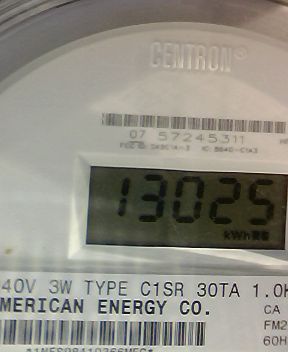 CENTRON®
07 57245311
13025
kWh
40V 3W TYPE C1SR 30TA 1.0K
MERICAN ENERGY CO.
CA
FM2
60H